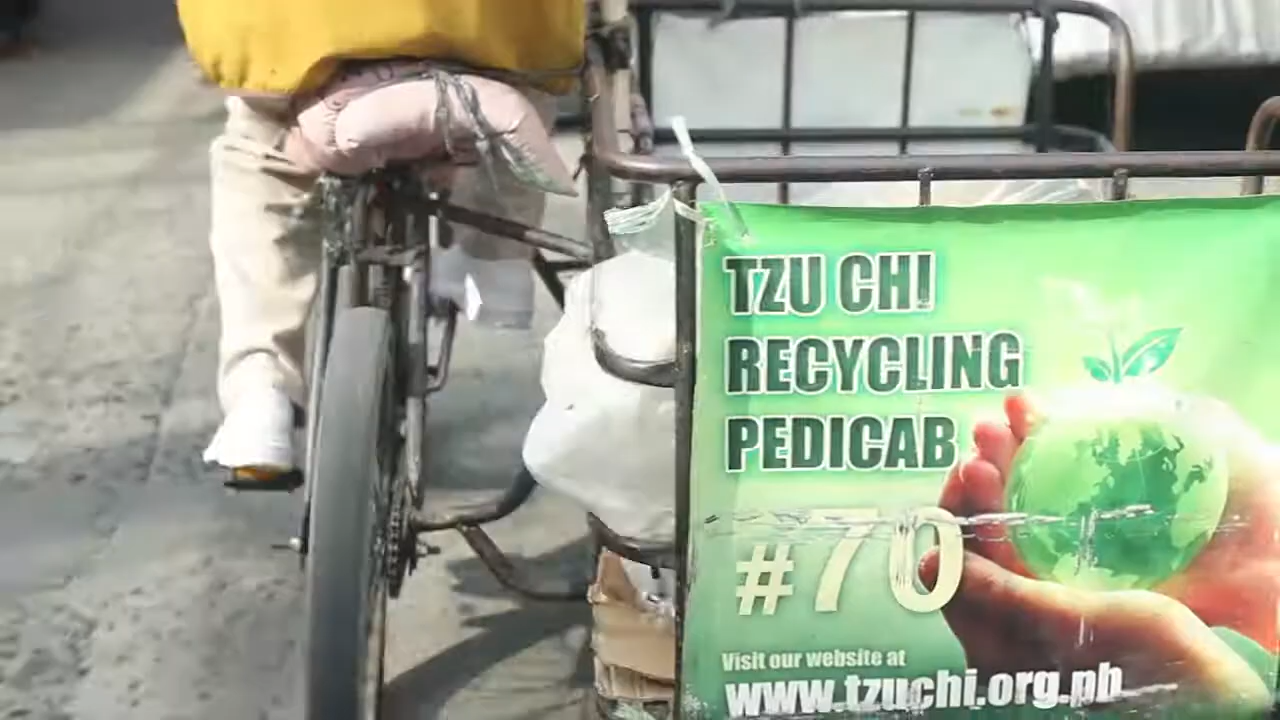 TZU CHI
RECYCLING
PEDICAB
#70
Visit our website at
www.tzuchi.org.ph